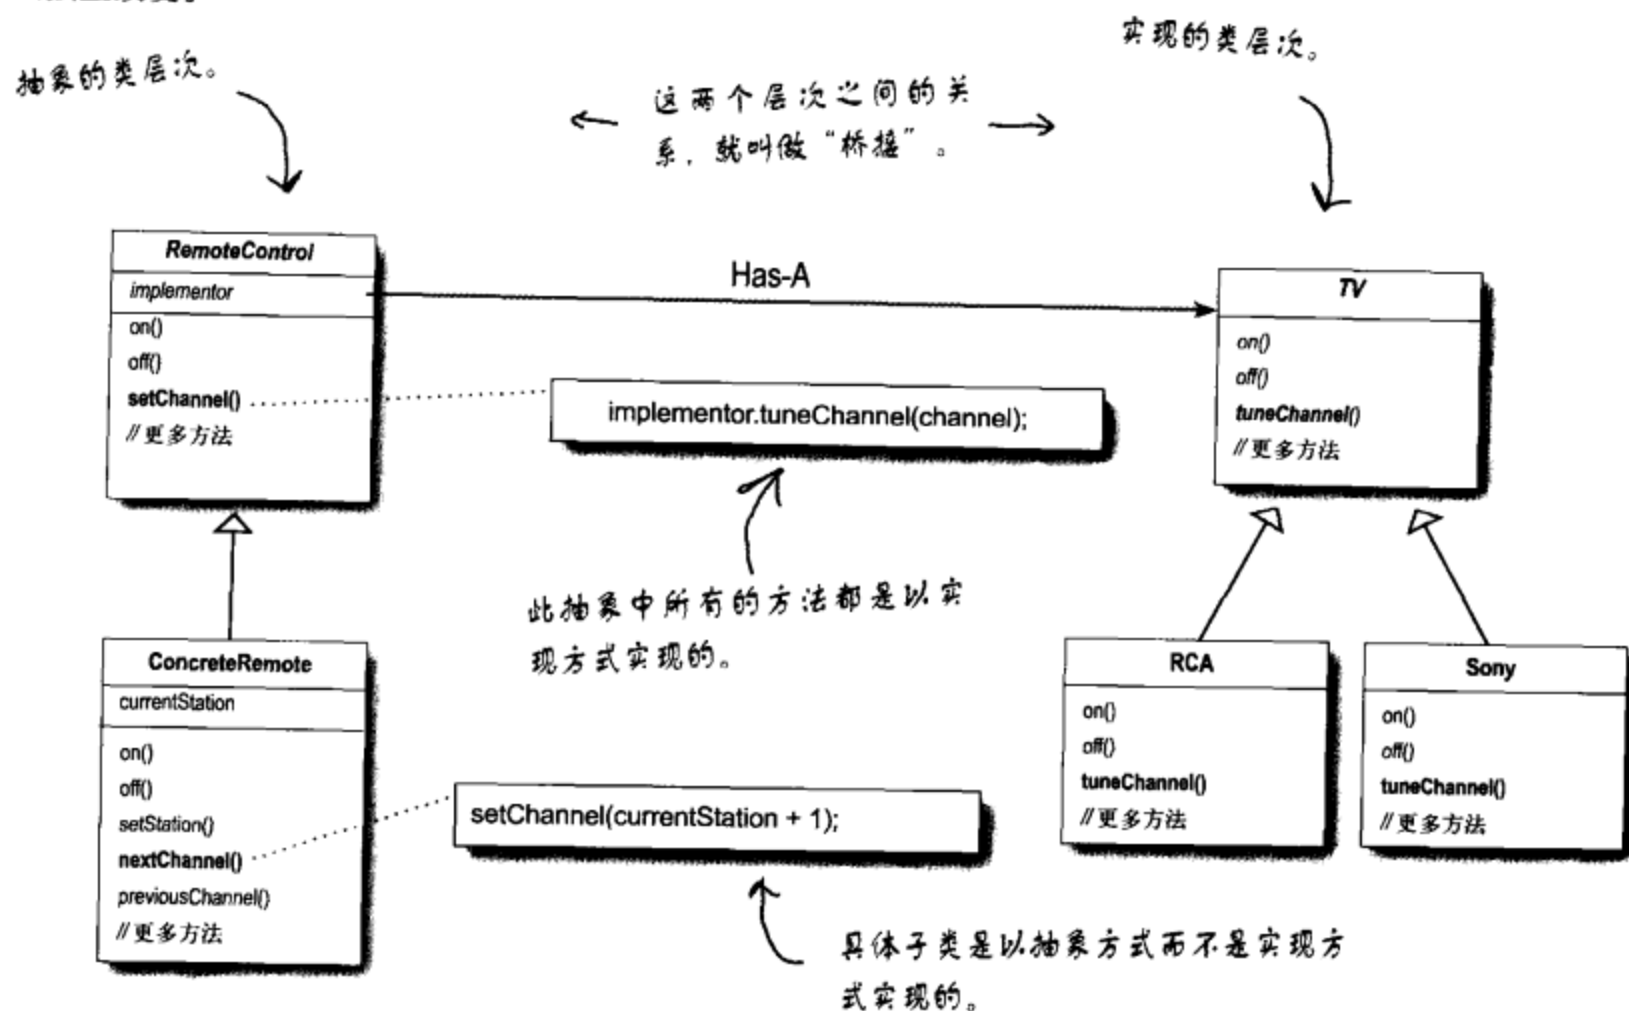 抽象的类层次。
实现的类层次。
这两个层次之间的关
系，就叫做“桥接”。
RemoteControl
implementor
on()
off()
setChannel()
//更多方法
Has-A
TV
on()
off()
tuneChannel()
//更多方法
implementor.tuneChannel(channel);
此抽象中所有的方法都是以实
现方式实现的。
ConcreteRemote
currentStation
on()
off()
setStation()
nextChannel()
previousChannel()
//更多方法
setChannel(currentStation + 1);
RCA
on()
off()
tuneChannel()
//更多方法
Sony
on()
off()
tuneChannel()
//更多方法
具体子类是以抽象方式而不是实现方
式实现的。